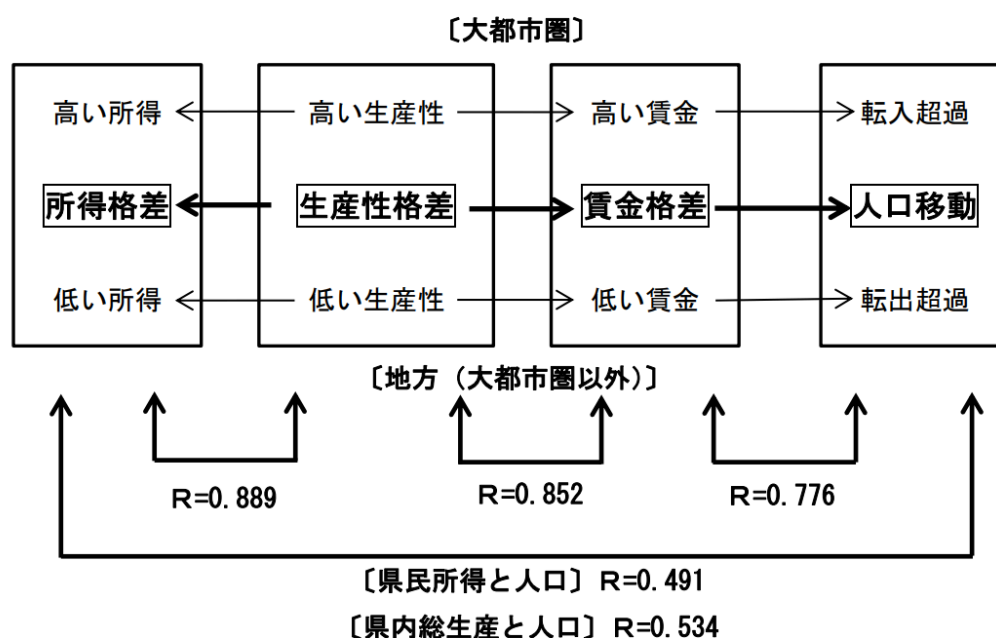 〔大都市圏〕
高い所得 高い生産性 高い賃金 転入超過
所得格差 生産性格差 賃金格差 人口移動
低い所得 低い生産性 低い賃金 転出超過
〔地方（大都市圏以外）〕
Ｒ=0.889 Ｒ=0.852 Ｒ=0.776
〔県民所得と人口〕Ｒ=0.491
〔県内総生産と人口〕Ｒ=0.534